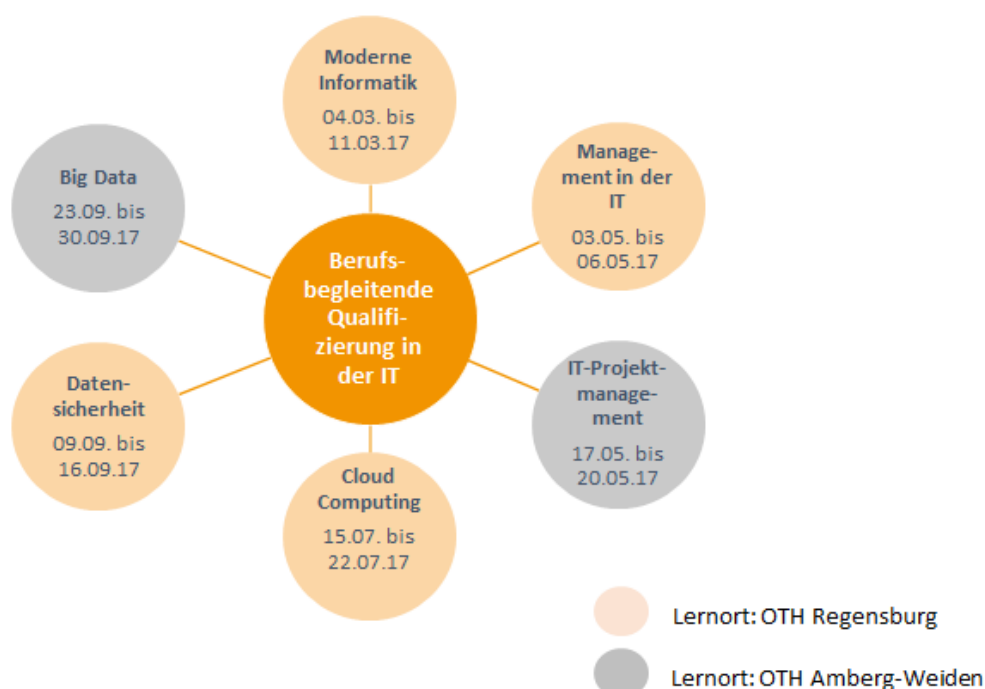 Moderne
Informatik
04.03. bis
11.03.17
Manage-
ment in der
IT
03.05. bis
06.05.17
IT-Projekt-
manage-
ment
17.05. bis
20.05.17
Cloud
Computing
15.07. bis
22.07.17
Daten-
sicherheit
09.09. bis
16.09.17
Big Data
23.09. bis
30.09.17
Berufs-
begleitende
Qualifi-
zierung in
der IT
Lernort: OTH Regensburg
Lernort: OTH Amberg-Weiden